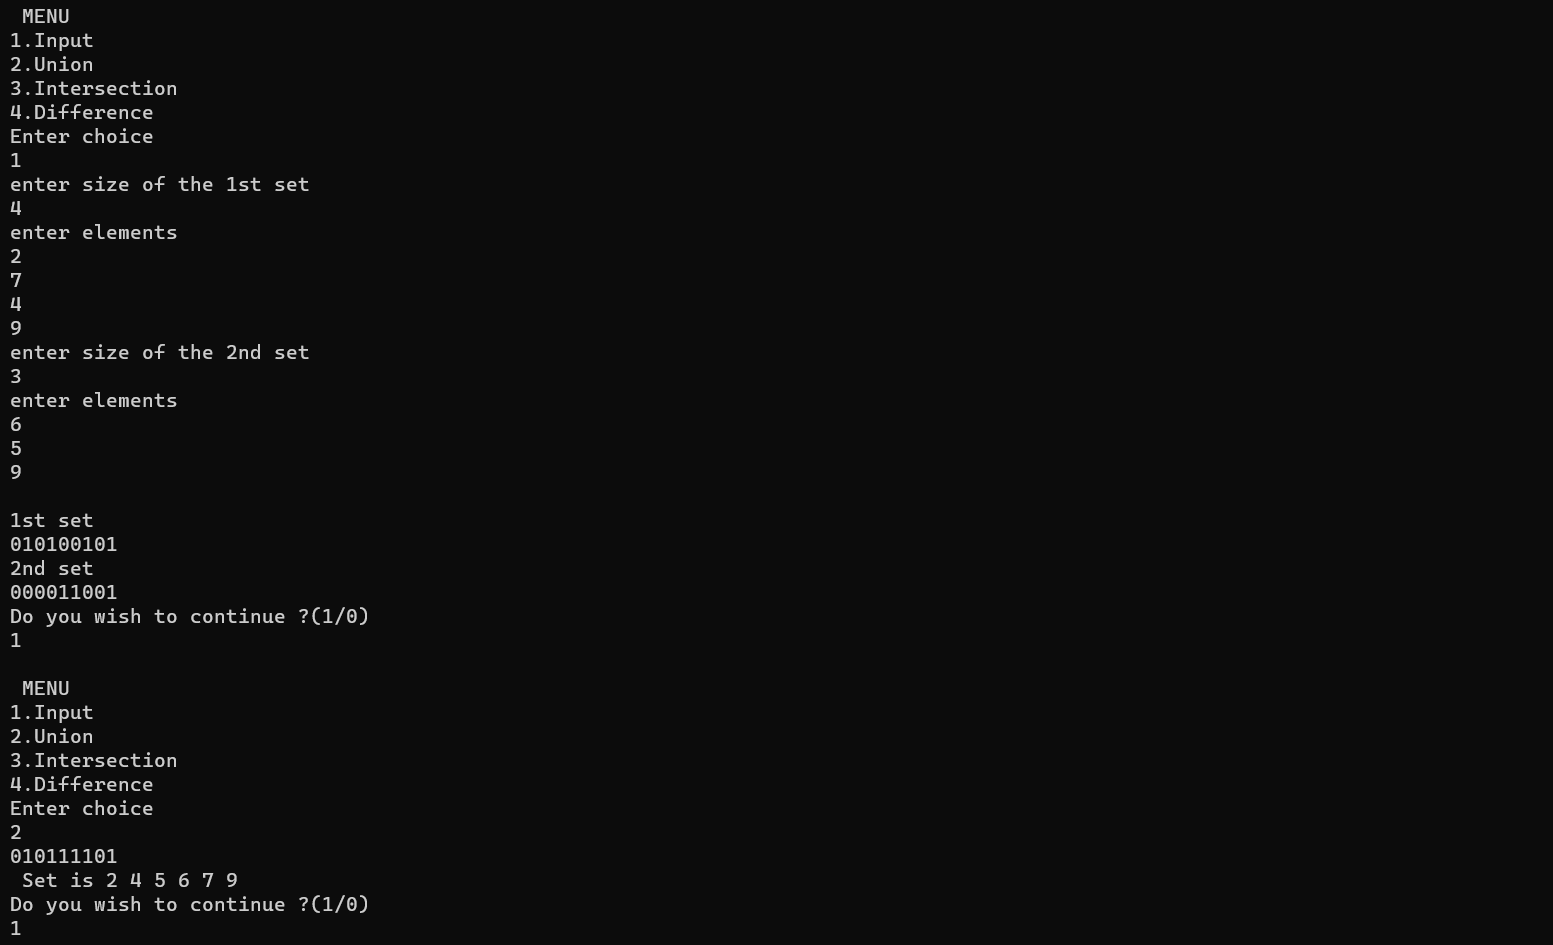 MENU
1.Input
2.Union
3.Intersection
4.Difference
Enter choice
1
enter size of the 1st set
4
enter elements
2
7
4
9
enter size of the 2nd set
3
enter elements
6
5
9
1st set
010100101
2nd set
000011001
Do you wish to continue ?(1/0)
1
MENU
1.Input
2.Union
3.Intersection
4.Difference
Enter choice
2
010111101
Set is 2 4 5 6 7 9
Do you wish to continue ?(1/0)
1